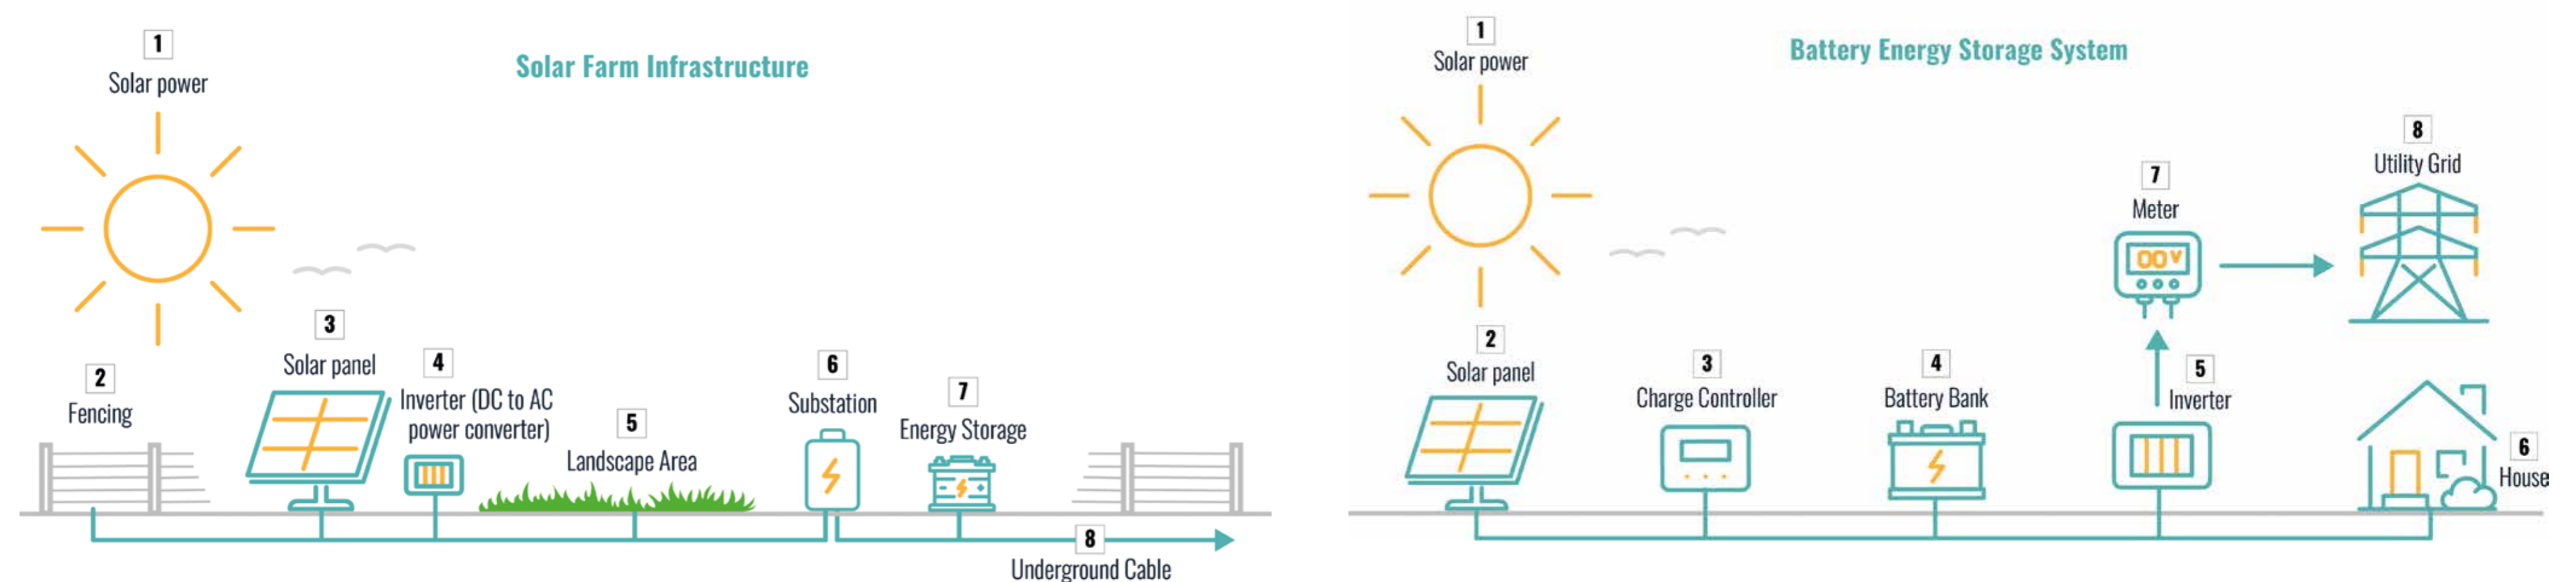 Solar Farm Infrastructure
1
Solar power
2
Fencing
3
Solar panel
4
Inverter (DC to AC
power converter)
5
Landscape Area
6
Substation
7
Energy Storage
8
Underground Cable
Battery Energy Storage System
1
Solar power
2
Solar panel
3
Charge Controller
4
Battery Bank
5
Inverter
6
House
7
Meter
00V
8
Utility Grid